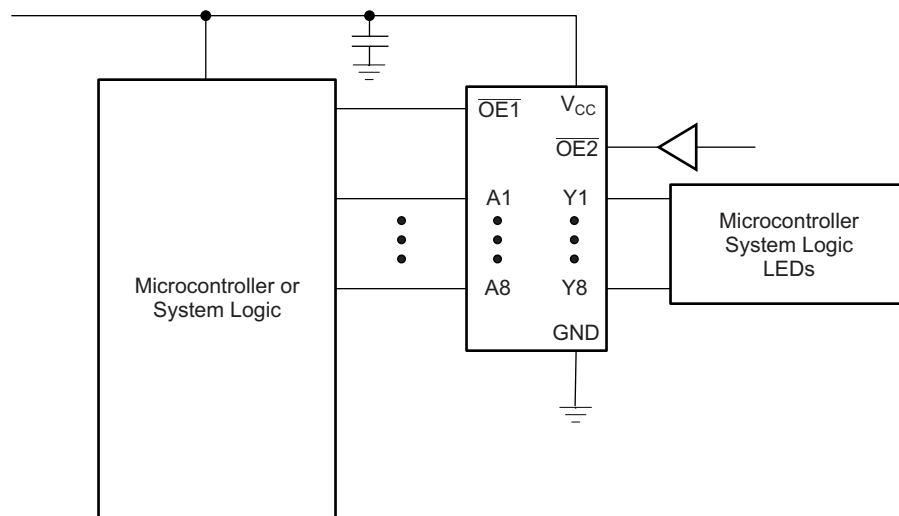 OE1
VCC
OE2
A1
Y1
A8
Y8
GND
Microcontroller or
System Logic
Microcontroller
System Logic
LEDs